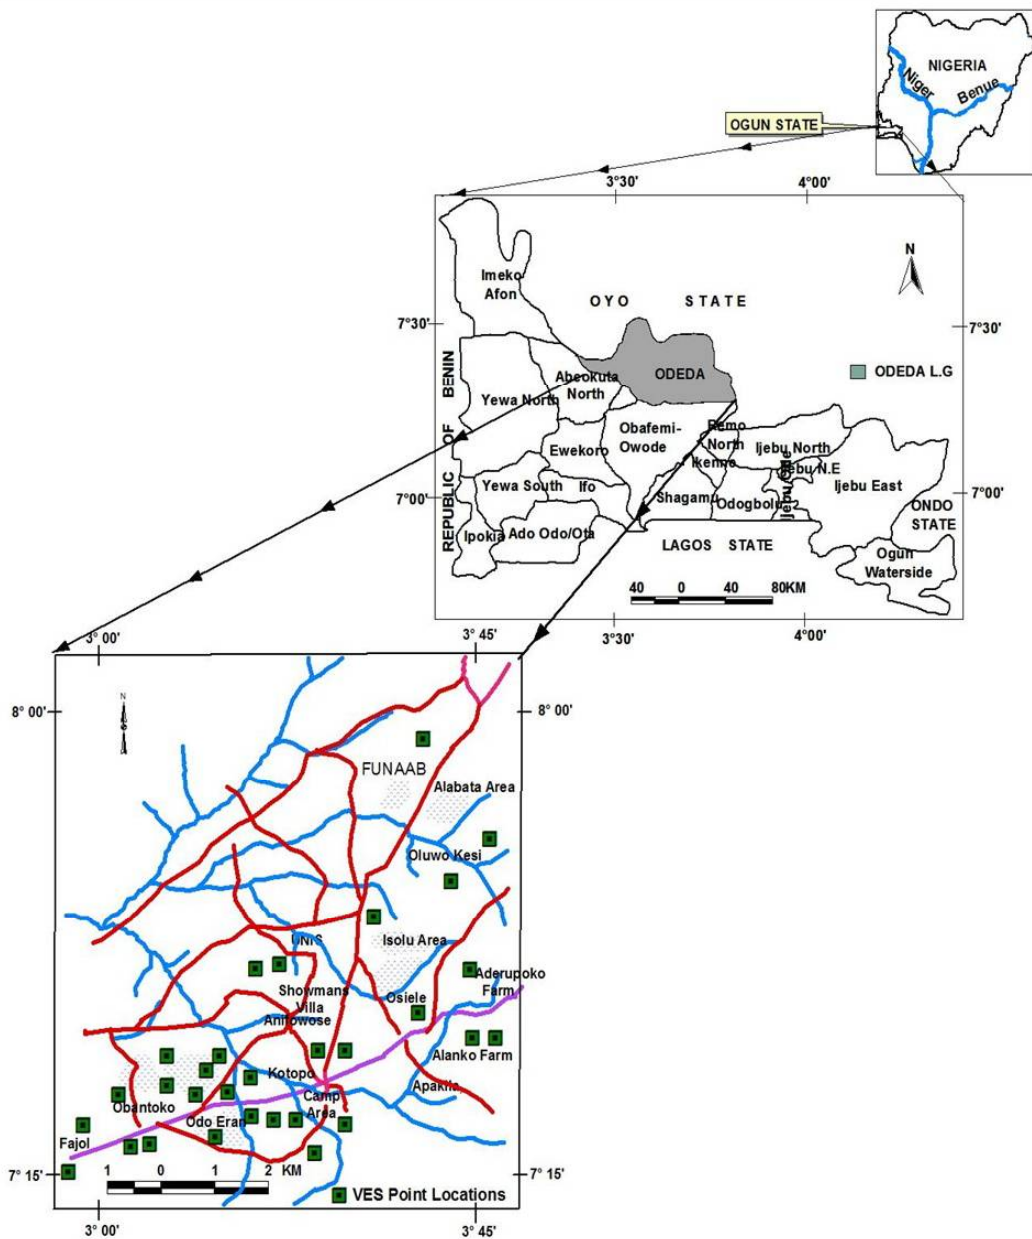 NIGERIA
Niger
Benue
OGUN STATE
3°30'
4°00'
N
Imeko
Afon
OYO STATE
7°30'
7°30'
REPUBLIC OF BENIN
ODEDA
ODEDA L.G
Abeokuta
North
Yewa North
Obafemi-
Owode
Remo
North
Ijebu North
Ewekoro
Ikenne
Ijebu N.E
Yewa South
Ifo
Ijebu East
7°00'
7°00'
Shagamu
Odogbolu
Ijebu Ode
ONDO
STATE
Ipokia
Ado Odo/Ota
LAGOS STATE
Ogun
Waterside
40 0 40 80KM
3°30'
4°00'
3° 00'
3° 45'
8° 00'
8° 00'
N
FUNAAB
Alabata Area
Oluwo Kesi
UNIS
Isolu Area
Aderupoko
Farm
Showmans
Villa
Osiele
Anifowose
Alanko Farm
Kotopo
Apakila
Camp
Area
Obantoko
Odo Eran
Fajol
7° 15'
7° 15'
1 0 1 2 KM
VES Point Locations
3° 00'
3° 45'